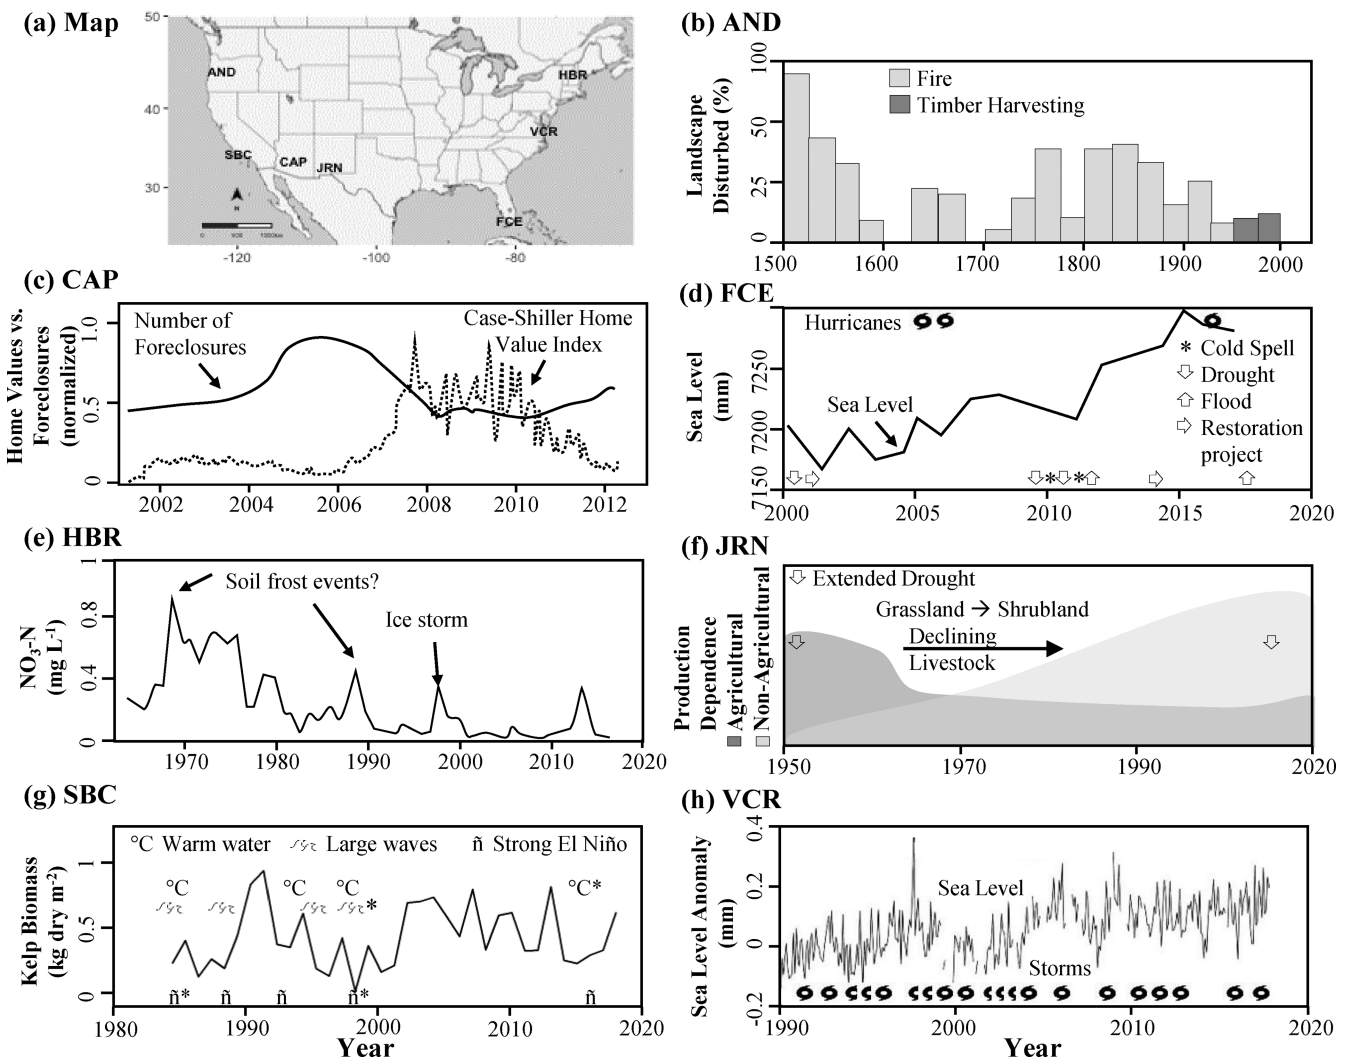 (a) Map
50
40
30
AND
HBR
VCR
SBC
CAP
JRN
FCE
N
0
-120
-100
-80
(b) AND
Landscape
Disturbed (%)
100
50
25
0
Fire
Timber Harvesting
1500
1600
1700
1800
1900
2000
(c) CAP
Home Values vs.
Foreclosures
(normalized)
1.0
0.5
0
Number of
Foreclosures
Case-Shiller Home
Value Index
2002
2004
2006
2008
2010
2012
(d) FCE
Sea Level
(mm)
7250
7200
7150
Hurricanes
* Cold Spell
Drought
Flood
Restoration
project
Sea Level
* *
2000
2005
2010
2015
2020
(e) HBR
NO3-N
(mg L-1)
1
0.8
0.4
0
Soil frost events?
Ice storm
1970
1980
1990
2000
2010
2020
(f) JRN
Production
Dependence
Agricultural
Non-Agricultural
Extended Drought
Grassland → Shrubland
Declining
Livestock
1950
1970
1990
2020
(g) SBC
Kelp Biomass
(kg dry m-2)
1
0.5
0
°C Warm water
Large waves
ñ Strong El Niño
°C
°C
°C
°C*
*
ñ*
ñ
ñ
ñ*
ñ
1980
1990
2000
2010
2020
Year
(h) VCR
Sea Level Anomaly
(mm)
0.4
0.2
0
-0.2
Sea Level
Storms
1990
2000
2010
2020
Year